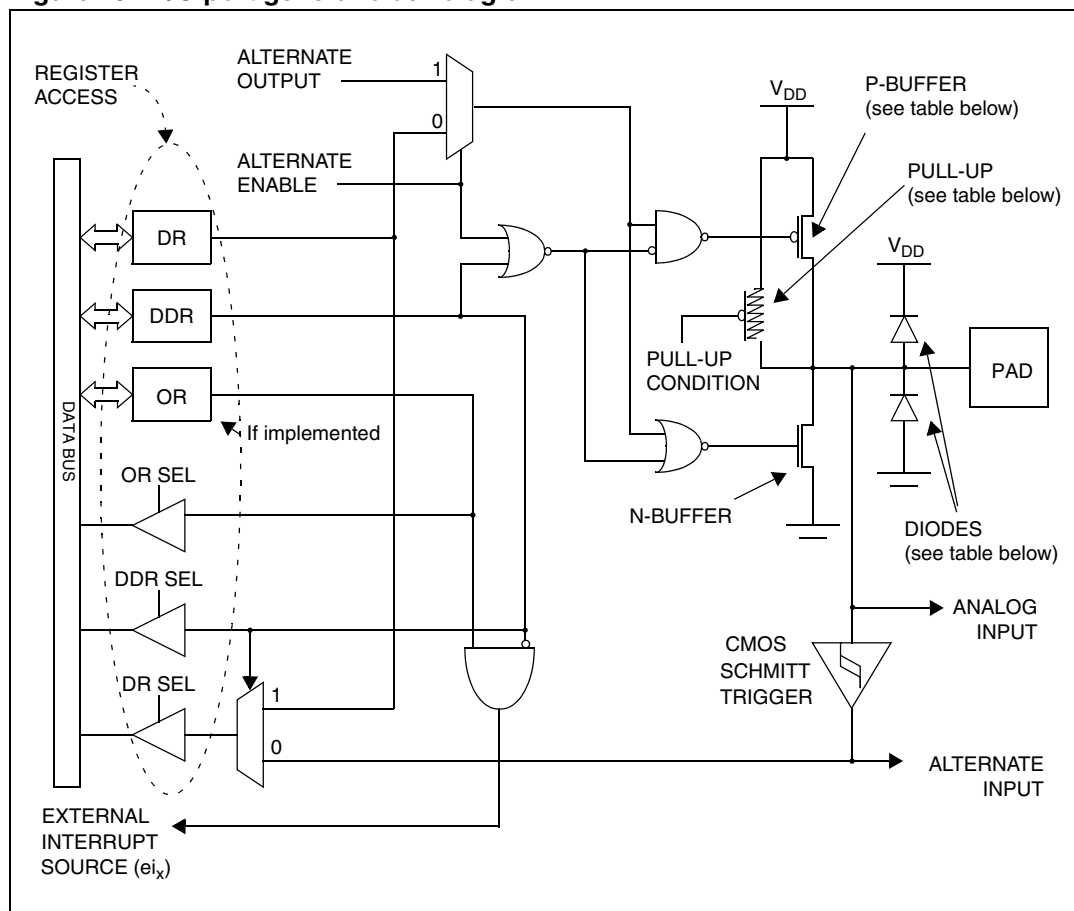 ALTERNATE
OUTPUT
1
0
REGISTER
ACCESS
V_DD
P-BUFFER
(see table below)
ALTERNATE
ENABLE
PULL-UP
(see table below)
DR
V_DD
DDR
PULL-UP
CONDITION
PAD
OR
If implemented
DATA BUS
OR SEL
N-BUFFER
DIODES
(see table below)
DDR SEL
ANALOG
INPUT
CMOS
SCHMITT
TRIGGER
DR SEL
1
0
ALTERNATE
INPUT
EXTERNAL
INTERRUPT
SOURCE (ei_x)